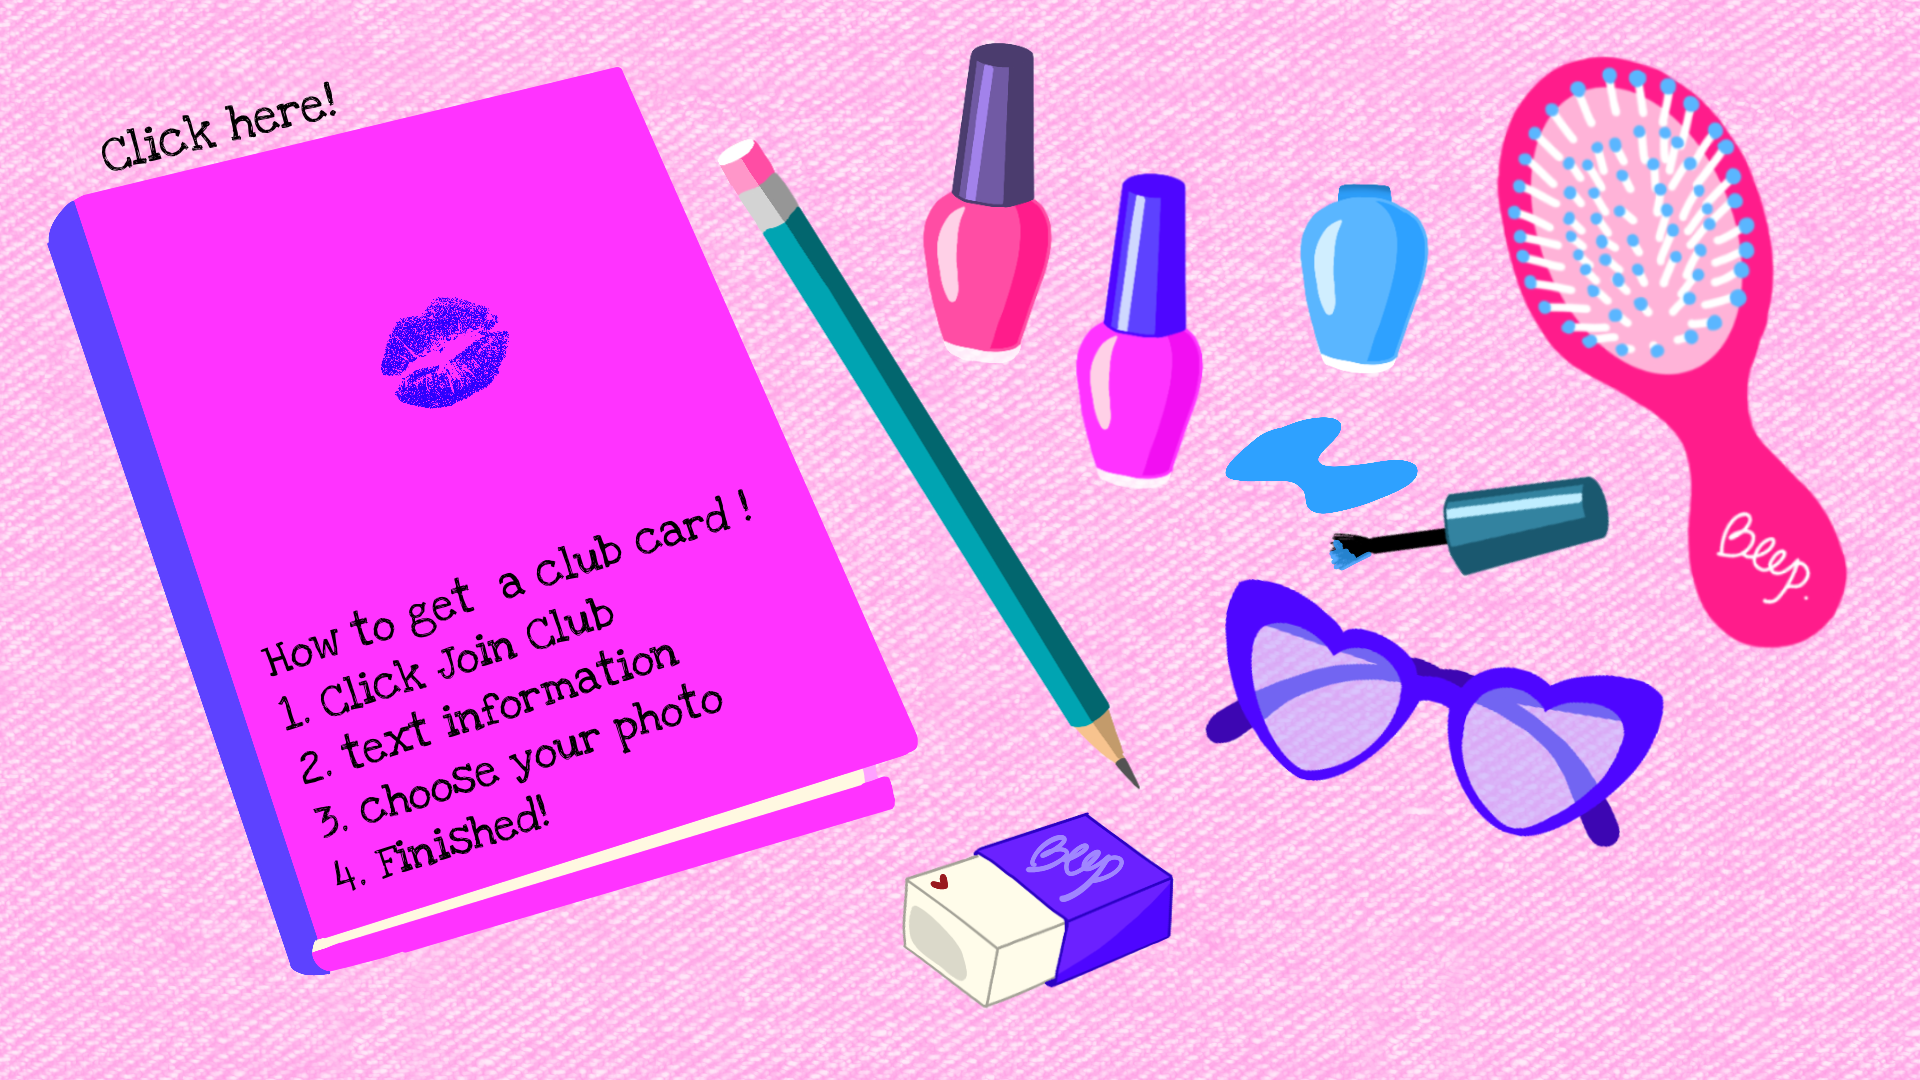 Click here!
How to get a club card !
1. Click Join Club
2. text information
3. choose your photo
4. Finished!
Beep.
Beep